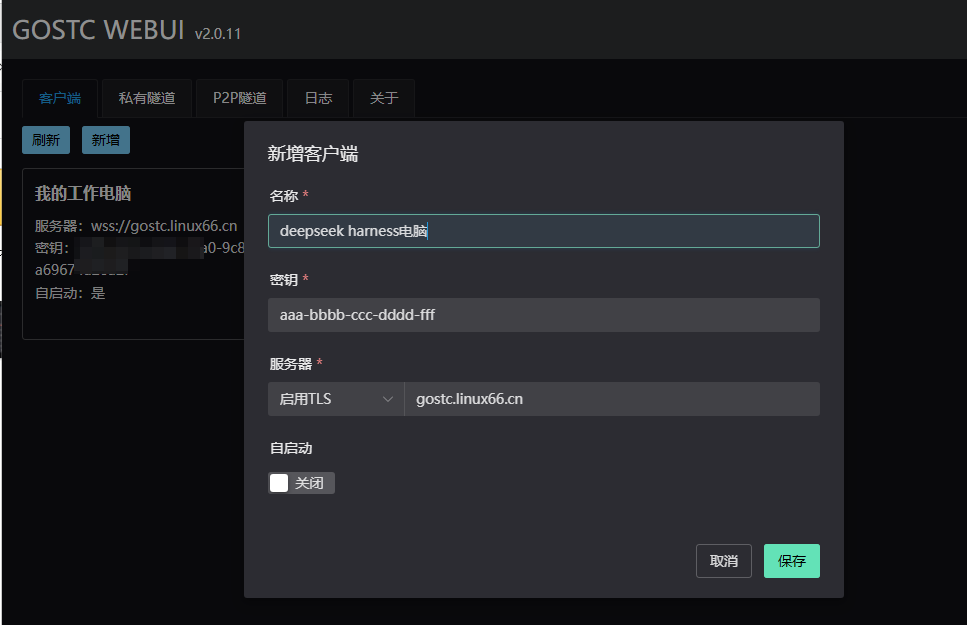 GOSTC WEBUI v2.0.11
客户端 私有隧道 P2P隧道 日志 关于
刷新 新增
我的工作电脑
服务器：wss://gostc.linux66.cn
密钥： a0-9c8
a6967
自启动：是
新增客户端
名称 *
deepseek harness电脑
密钥 *
aaa-bbbb-ccc-dddd-fff
服务器 *
启用TLS gostc.linux66.cn
自启动
关闭
取消 保存